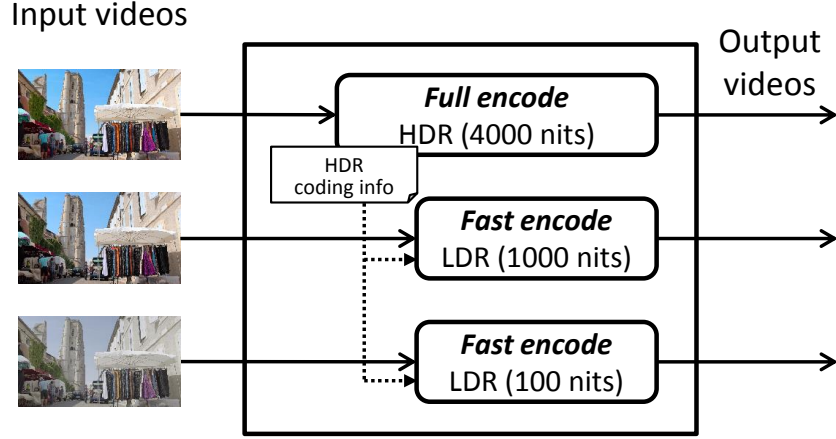 Input videos
Output
videos
Full encode
HDR (4000 nits)
HDR
coding info
Fast encode
LDR (1000 nits)
Fast encode
LDR (100 nits)